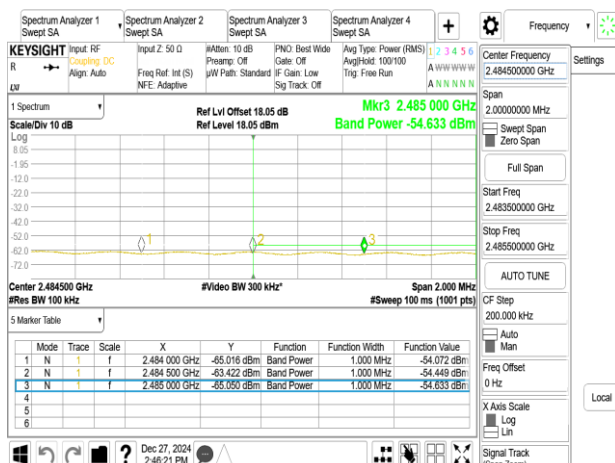 Spectrum Analyzer 1
Swept SA
Spectrum Analyzer 2
Swept SA
Spectrum Analyzer 3
Swept SA
Spectrum Analyzer 4
Swept SA
+
Frequency
KEYSIGHT
R
LXI
Input: RF
Coupling: DC
Align: Auto
Input Z: 50 Ω
Freq Ref: Int (S)
NFE: Adaptive
#Atten: 10 dB
Preamp: Off
µW Path: Standard
PNO: Best Wide
Gate: Off
IF Gain: Low
Sig Track: Off
Avg Type: Power (RMS)
Avg|Hold: 100/100
Trig: Free Run
1 2 3 4 5 6
A W W W W W
A N N N N N
1 Spectrum
Scale/Div 10 dB
Log
Ref Lvl Offset 18.05 dB
Ref Level 18.05 dBm
Mkr3 2.485 000 GHz
Band Power -54.633 dBm
8.05
-1.95
-12.0
-22.0
-32.0
-42.0
-52.0
-62.0
-72.0
1
2
3
Center 2.484500 GHz
#Res BW 100 kHz
#Video BW 300 kHz*
Span 2.000 MHz
#Sweep 100 ms (1001 pts)
5 Marker Table
Mode Trace Scale X Y Function Function Width Function Value
1 N 1 f 2.484 000 GHz -65.016 dBm Band Power 1.000 MHz -54.072 dBm
2 N 1 f 2.484 500 GHz -63.422 dBm Band Power 1.000 MHz -54.449 dBm
3 N 1 f 2.485 000 GHz -65.050 dBm Band Power 1.000 MHz -54.633 dBm
4
5
6
?
Dec 27, 2024
2:46:21 PM
Center Frequency
2.484500000 GHz
Settings
Span
2.00000000 MHz
Swept Span
Zero Span
Full Span
Start Freq
2.483500000 GHz
Stop Freq
2.485500000 GHz
AUTO TUNE
CF Step
200.000 kHz
Auto
Man
Freq Offset
0 Hz
X Axis Scale
Log
Lin
Local
Signal Track